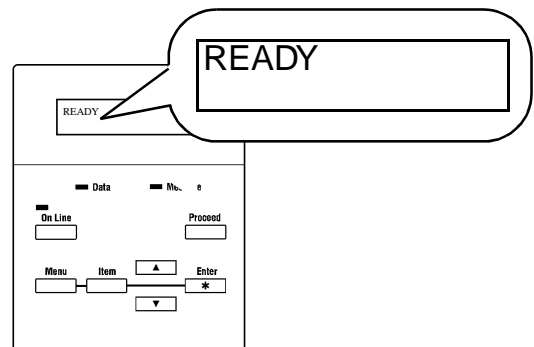 READY
READY
Data
On Line
Proceed
Menu Item Enter
*